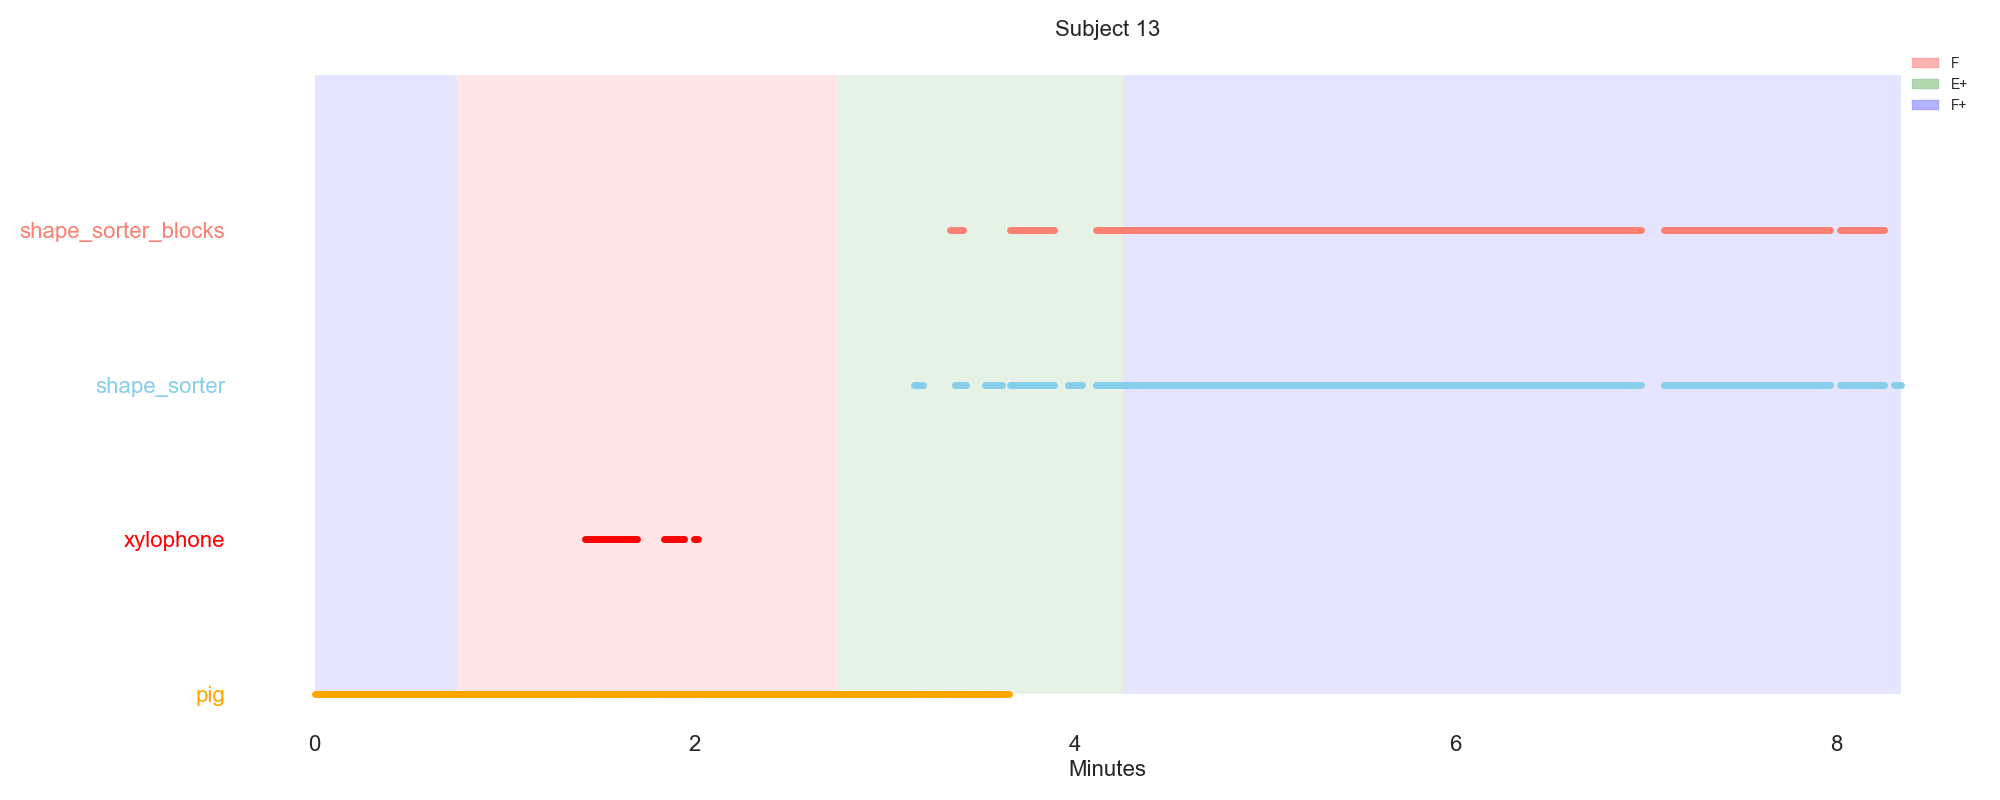 Subject 13
F
E+
F+
shape_sorter_blocks
shape_sorter
xylophone
pig
0 2 4 6 8
Minutes